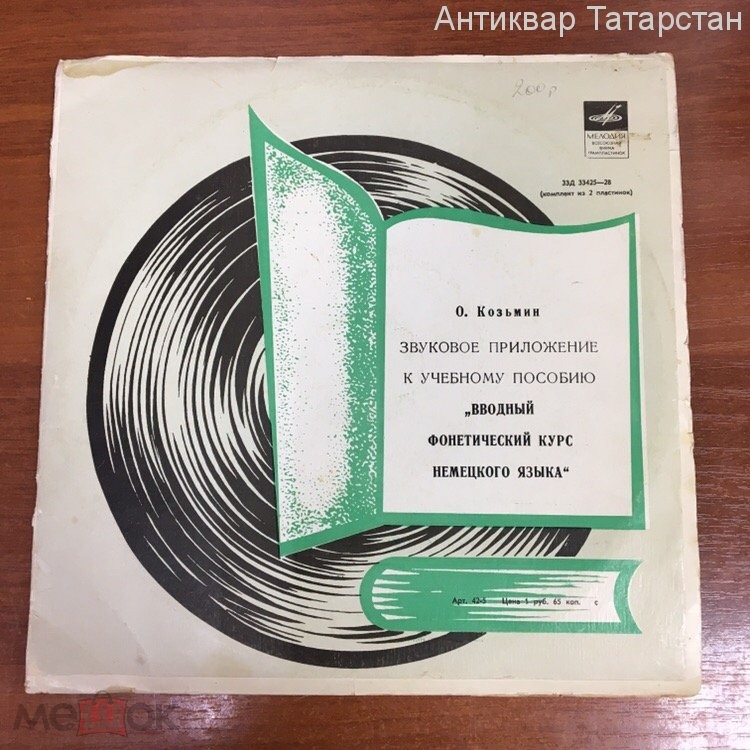 Антиквар Татарстан
200 р
МЕЛОДИЯ
ВСЕСОЮЗНАЯ
ФИРМА
ГРАМПЛАСТИНОК
33Д 33425—28
(комплект из 2 пластинок)
О. Козьмин
ЗВУКОВОЕ ПРИЛОЖЕНИЕ
К УЧЕБНОМУ ПОСОБИЮ
„ВВОДНЫЙ
ФОНЕТИЧЕСКИЙ КУРС
НЕМЕЦКОГО ЯЗЫКА“
Арт. 42-5 Цена 1 руб. 65 коп. с
мешок